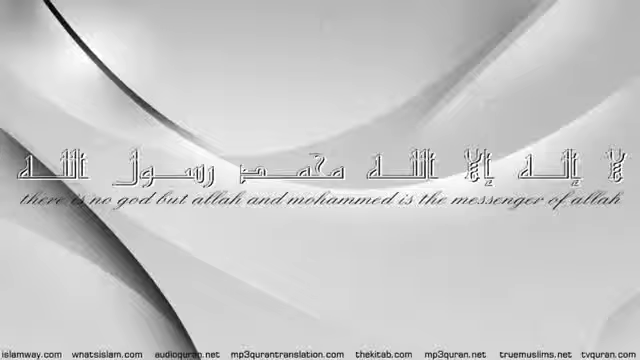 لا إله إلا الله محمد رسول الله
there is no god but allah and mohammed is the messenger of allah
islamway.com whatsislam.com audioquran.net mp3qurantranslation.com thekitab.com mp3quran.net truemuslims.net tvquran.com